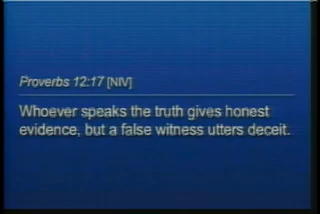 Proverbs 12:17 [NIV]
Whoever speaks the truth gives honest
evidence, but a false witness utters deceit.